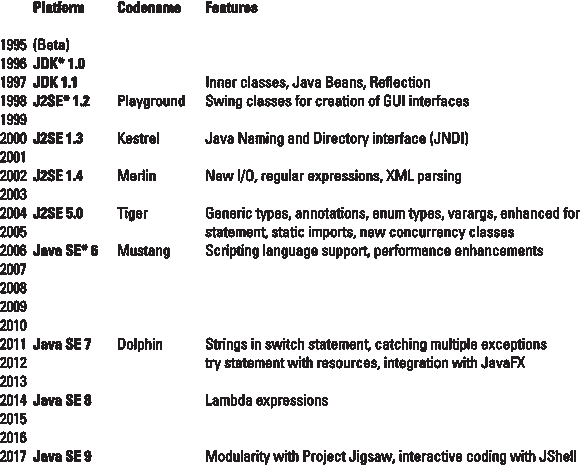 Platform Codename Features
1995 (Beta)
1996 JDK* 1.0
1997 JDK 1.1 Inner classes, Java Beans, Reflection
1998 J2SE* 1.2 Playground Swing classes for creation of GUI interfaces
1999
2000 J2SE 1.3 Kestrel Java Naming and Directory interface (JNDI)
2001
2002 J2SE 1.4 Merlin New I/O, regular expressions, XML parsing
2003
2004 J2SE 5.0 Tiger Generic types, annotations, enum types, varargs, enhanced for
2005 statement, static imports, new concurrency classes
2006 Java SE* 6 Mustang Scripting language support, performance enhancements
2007
2008
2009
2010
2011 Java SE 7 Dolphin Strings in switch statement, catching multiple exceptions
2012 try statement with resources, integration with JavaFX
2013
2014 Java SE 8 Lambda expressions
2015
2016
2017 Java SE 9 Modularity with Project Jigsaw, interactive coding with JShell